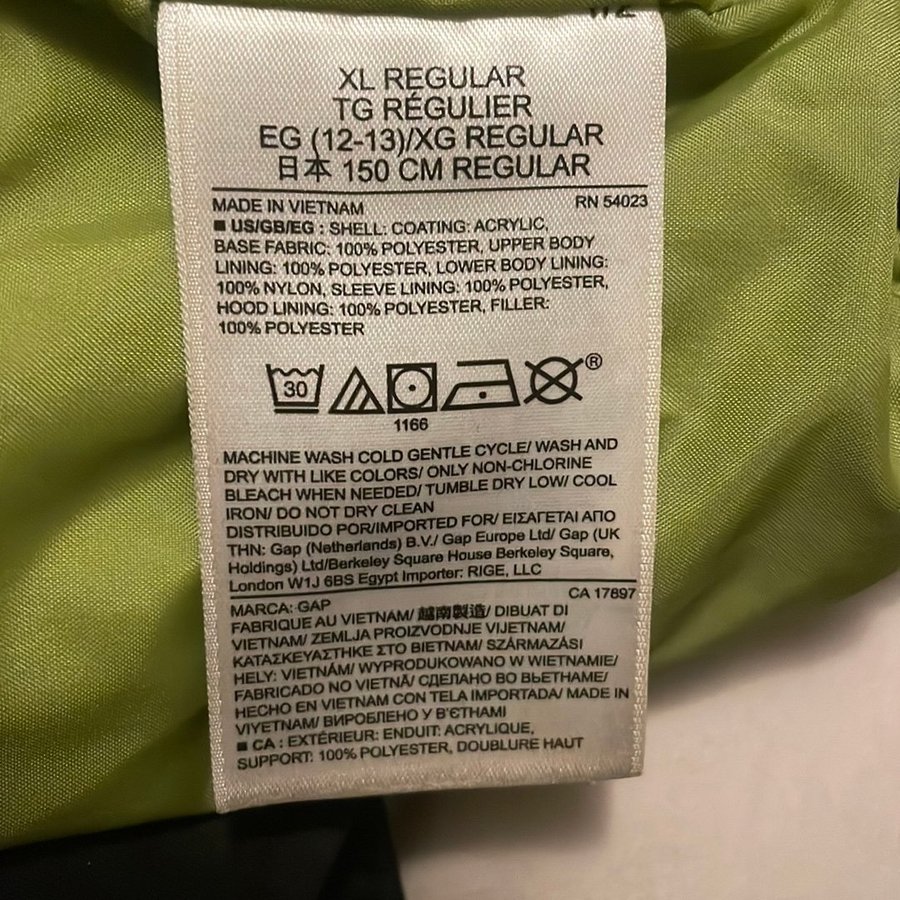 XL REGULAR
TG RÉGULIER
EG (12-13)/XG REGULAR
日本 150 CM REGULAR
MADE IN VIETNAM RN 54023
■ US/GB/EG : SHELL: COATING: ACRYLIC,
BASE FABRIC: 100% POLYESTER, UPPER BODY
LINING: 100% POLYESTER, LOWER BODY LINING:
100% NYLON, SLEEVE LINING: 100% POLYESTER,
HOOD LINING: 100% POLYESTER, FILLER:
100% POLYESTER
30 ®
1166
MACHINE WASH COLD GENTLE CYCLE/ WASH AND
DRY WITH LIKE COLORS/ ONLY NON-CHLORINE
BLEACH WHEN NEEDED/ TUMBLE DRY LOW/ COOL
IRON/ DO NOT DRY CLEAN
DISTRIBUIDO POR/IMPORTED FOR/ ΕΙΣΑΓΕΤΑΙ ΑΠΟ
THN: Gap (Netherlands) B.V./ Gap Europe Ltd/ Gap (UK
Holdings) Ltd/Berkeley Square House Berkeley Square,
London W1J 6BS Egypt Importer: RIGE, LLC
CA 17897
MARCA: GAP
FABRIQUE AU VIETNAM/ 越南製造/ DIBUAT DI
VIETNAM/ ZEMLJA PROIZVODNJE VIJETNAM/
ΚΑΤΑΣΚΕΥΑΣΤΗΚΕ ΣΤΟ ΒΙΕΤΝΑΜ/ SZÁRMAZÁSI
HELY: VIETNÁM/ WYPRODUKOWANO W WIETNAMIE/
FABRICADO NO VIETNÃ/ СДЕЛАНО ВО ВЬЕТНАМЕ/
HECHO EN VIETNAM CON TELA IMPORTADA/ MADE IN
VIYETNAM/ ВИРОБЛЕНО У В'ЄТНАМІ
■ CA : EXTÉRIEUR: ENDUIT: ACRYLIQUE,
SUPPORT: 100% POLYESTER, DOUBLURE HAUT